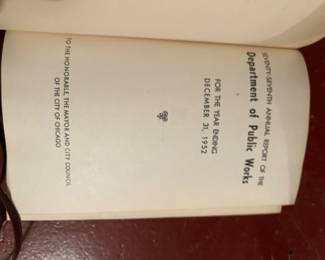 SEVENTY-SEVENTH ANNUAL REPORT OF THE
Department of Public Works
FOR THE YEAR ENDING
DECEMBER 31, 1952
TO THE HONORABLE, THE MAYOR AND CITY COUNCIL
OF THE CITY OF CHICAGO